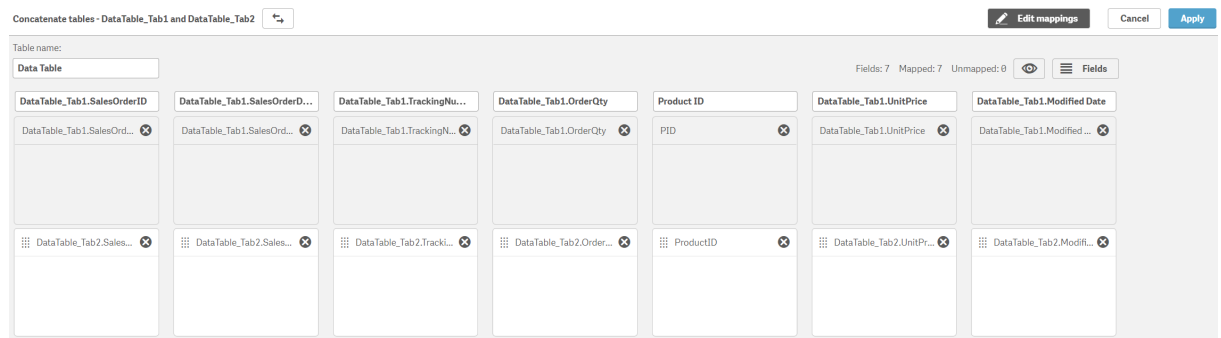 Concatenate tables - DataTable_Tab1 and DataTable_Tab2 Edit mappings Cancel Apply
Table name:
Data Table Fields: 7 Mapped: 7 Unmapped: 0 Fields
DataTable_Tab1.SalesOrderID DataTable_Tab1.SalesOrderD... DataTable_Tab1.TrackingNu... DataTable_Tab1.OrderQty Product ID DataTable_Tab1.UnitPrice DataTable_Tab1.Modified Date
DataTable_Tab1.SalesOrd... DataTable_Tab1.SalesOrd... DataTable_Tab1.TrackingN... DataTable_Tab1.OrderQty PID DataTable_Tab1.UnitPrice DataTable_Tab1.Modified ...
DataTable_Tab2.Sales... DataTable_Tab2.Sales... DataTable_Tab2.Tracki... DataTable_Tab2.Order... ProductID DataTable_Tab2.UnitPr... DataTable_Tab2.Modifi...